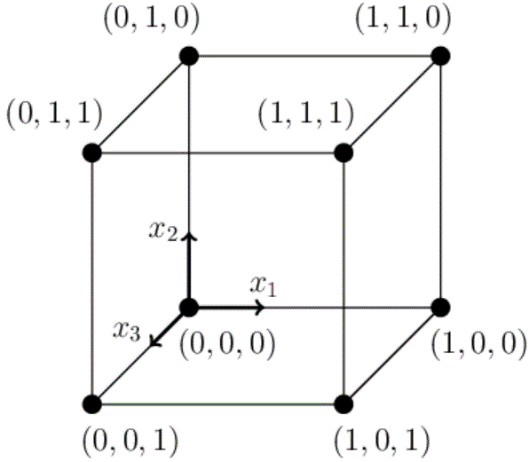 (0, 1, 0)
(1, 1, 0)
(0, 1, 1)
(1, 1, 1)
x₂
x₁
x₃
(0, 0, 0)
(1, 0, 0)
(0, 0, 1)
(1, 0, 1)